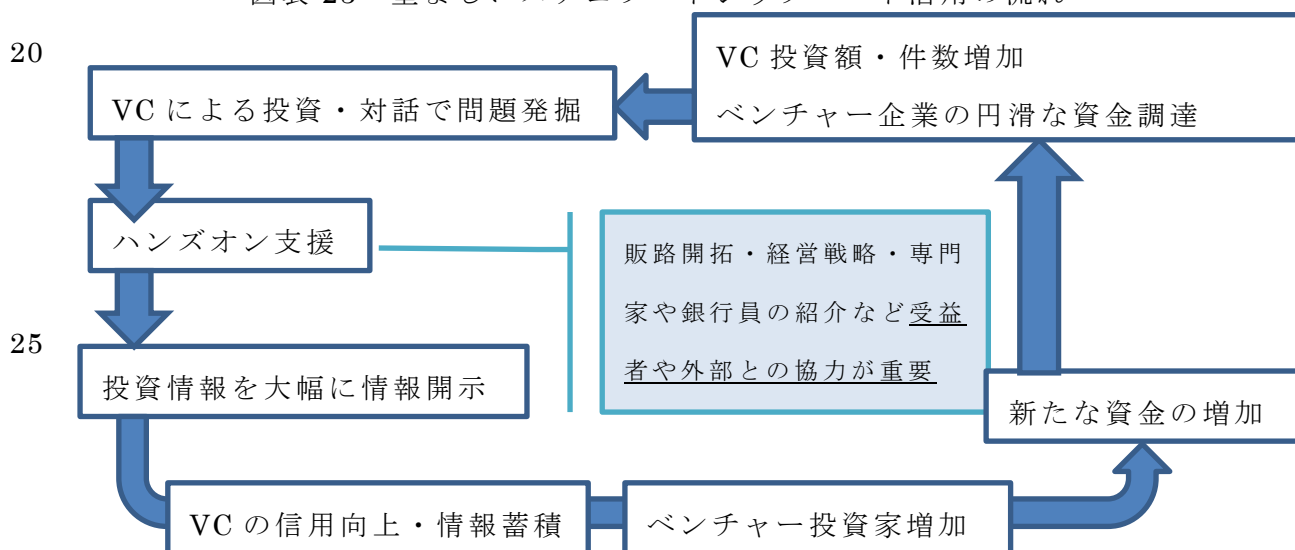 20
VC 投資額・件数増加
ベンチャー企業の円滑な資金調達
VC による投資・対話で問題発掘
ハンズオン支援
販路開拓・経営戦略・専門
家や銀行員の紹介など受益
者や外部との協力が重要
25
投資情報を大幅に情報開示
新たな資金の増加
VC の信用向上・情報蓄積
ベンチャー投資家増加